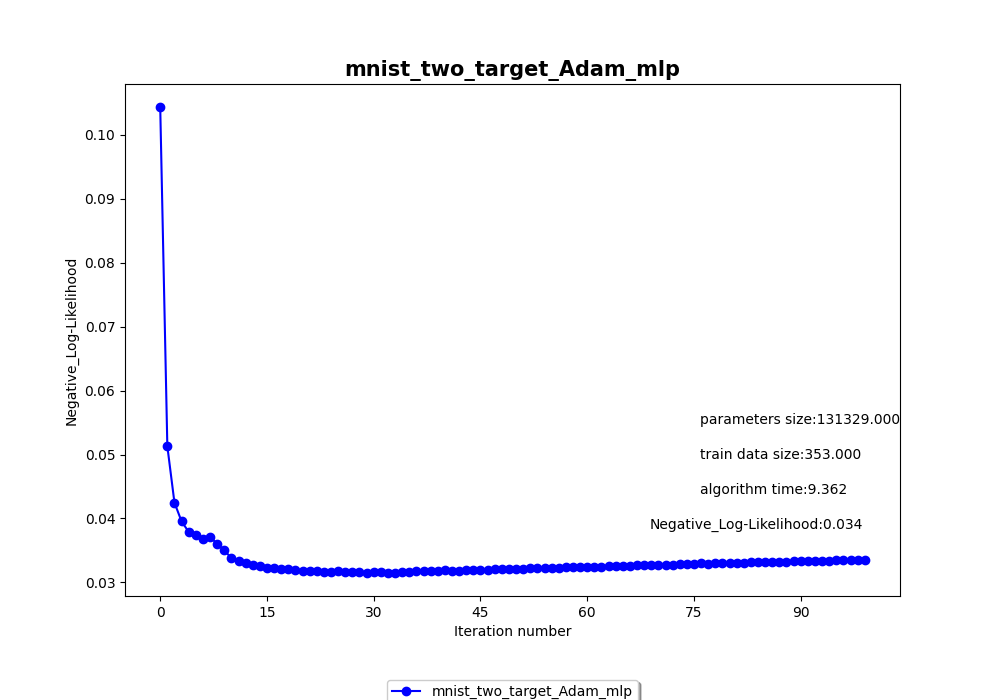 mnist_two_target_Adam_mlp
0.10
0.09
0.08
0.07
0.06
0.05
0.04
0.03
Negative_Log-Likelihood
parameters size:131329.000
train data size:353.000
algorithm time:9.362
Negative_Log-Likelihood:0.034
0 15 30 45 60 75 90
Iteration number
mnist_two_target_Adam_mlp